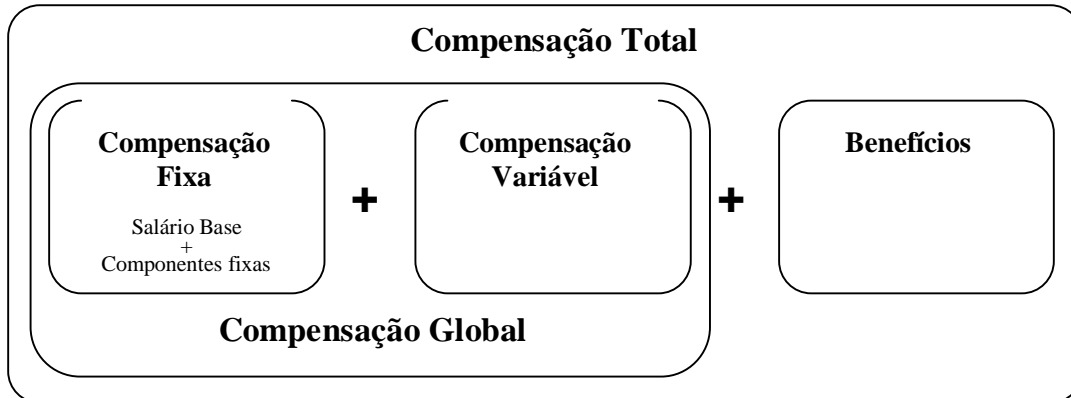 Compensação Total
Compensação
Fixa
Salário Base
+
Componentes fixas
+
Compensação
Variável
+
Benefícios
Compensação Global